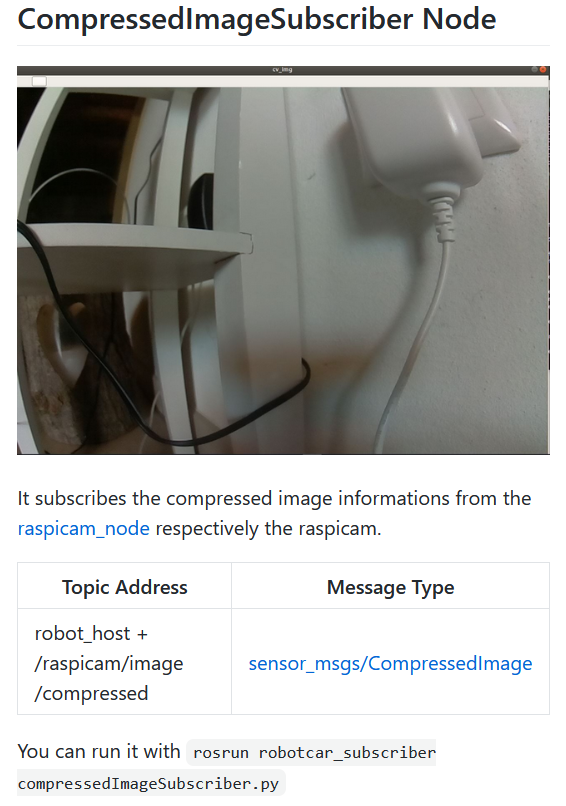 CompressedImageSubscriber Node
cv_img
It subscribes the compressed image informations from the
raspicam_node respectively the raspicam.
Topic Address Message Type
robot_host +
/raspicam/image
/compressed
sensor_msgs/CompressedImage
You can run it with rosrun robotcar_subscriber
compressedImageSubscriber.py